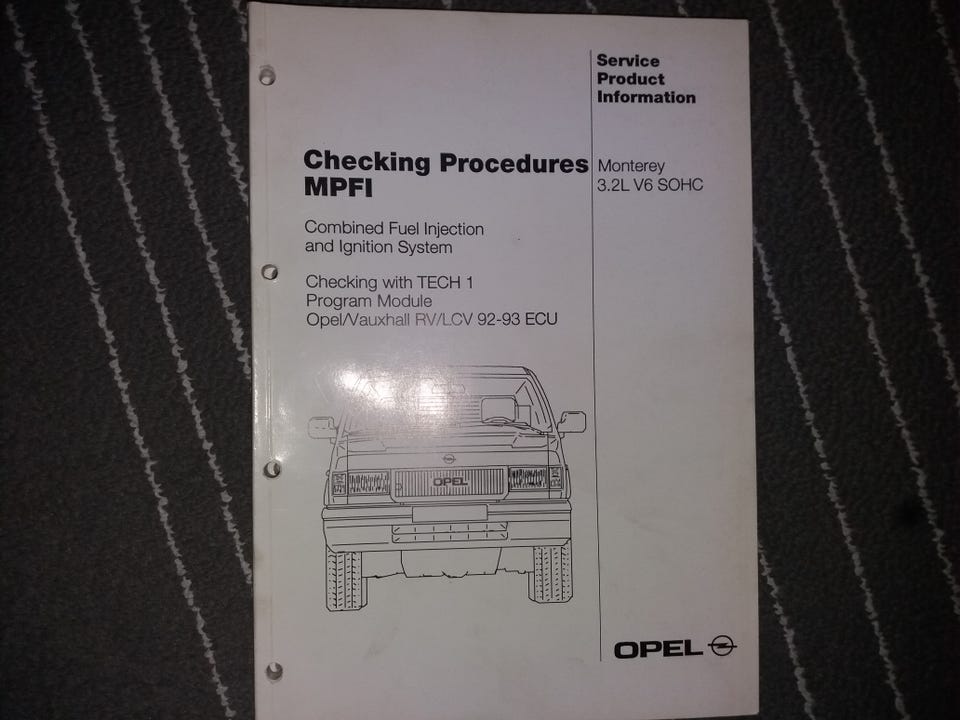 Service
Product
Information
Checking Procedures
MPFI
Monterey
3.2L V6 SOHC
Combined Fuel Injection
and Ignition System
Checking with TECH 1
Program Module
Opel/Vauxhall RV/LCV 92-93 ECU
OPEL
OPEL